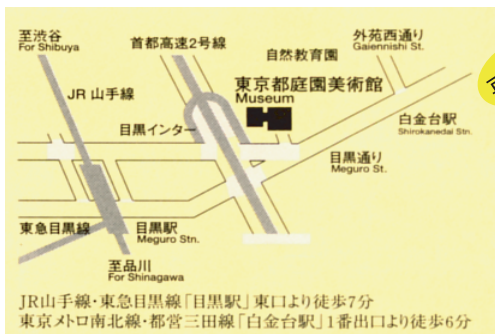 至渋谷
For Shibuya
首都高速2号線
外苑西通り
Gaiennishi St.
自然教育園
JR 山手線
東京都庭園美術館
Museum
目黒インター
白金台駅
Shirokanedai Stn.
目黒通り
Meguro St.
東急目黒線
目黒駅
Meguro Stn.
至品川
For Shinagawa
JR山手線・東急目黒線「目黒駅」東口より徒歩7分
東京メトロ南北線・都営三田線「白金台駅」1番出口より徒歩6分